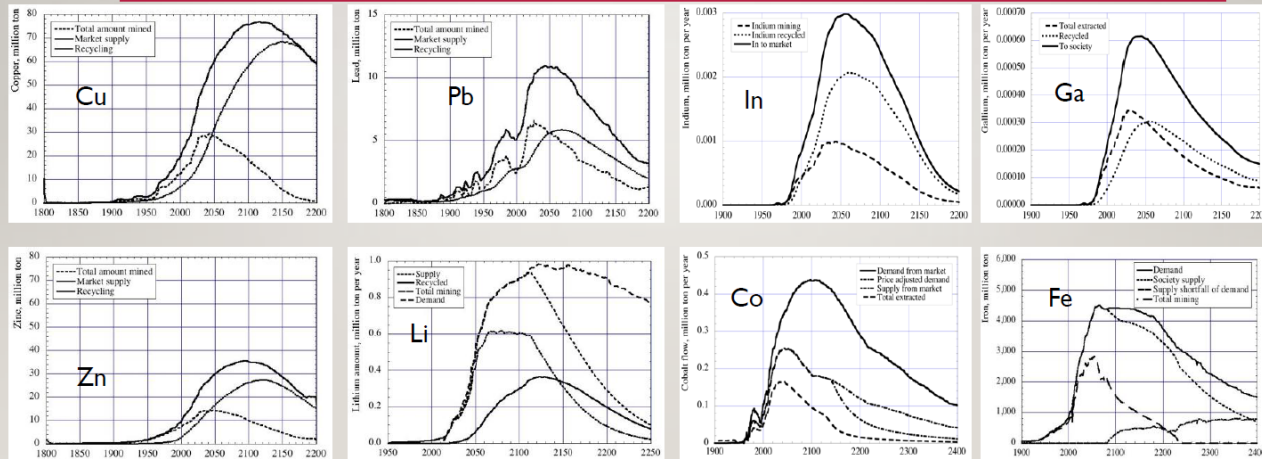 Copper, million ton
80
70
60
50
40
30
20
10
0
Total amount mined
Market supply
Recycling
Cu
1800 1850 1900 1950 2000 2050 2100 2150 2200
Lead, million ton
15
10
5
0
Total amount mined
Market supply
Recycling
Pb
1800 1850 1900 1950 2000 2050 2100 2150 2200
Indium, million ton per year
0.003
0.002
0.001
0.000
Indium mining
Indium recycled
In to market
In
1900 1950 2000 2050 2100 2150 2200
Gallium, million ton per year
0.00070
0.00060
0.00050
0.00040
0.00030
0.00020
0.00010
0.00000
Total extracted
Recycled
To society
Ga
1900 1950 2000 2050 2100 2150 2200
Zinc, million ton
80
70
60
50
40
30
20
10
0
Total amount mined
Market supply
Recycling
Zn
1800 1850 1900 1950 2000 2050 2100 2150 2200
Lithium amount, million ton per year
1.0
0.8
0.6
0.4
0.2
0.0
Supply
Recycled
Total mining
Demand
Li
1950 2000 2050 2100 2150 2200 2250
Cobalt flow, million ton per year
0.5
0.4
0.3
0.2
0.1
0
Demand from market
Price adjusted demand
Supply from market
Total extracted
Co
1900 2000 2100 2200 2300 2400
Iron, million ton
6,000
5,000
4,000
3,000
2,000
1,000
0
Demand
Society supply
Supply shortfall of demand
Total mining
Fe
1900 2000 2100 2200 2300 2400